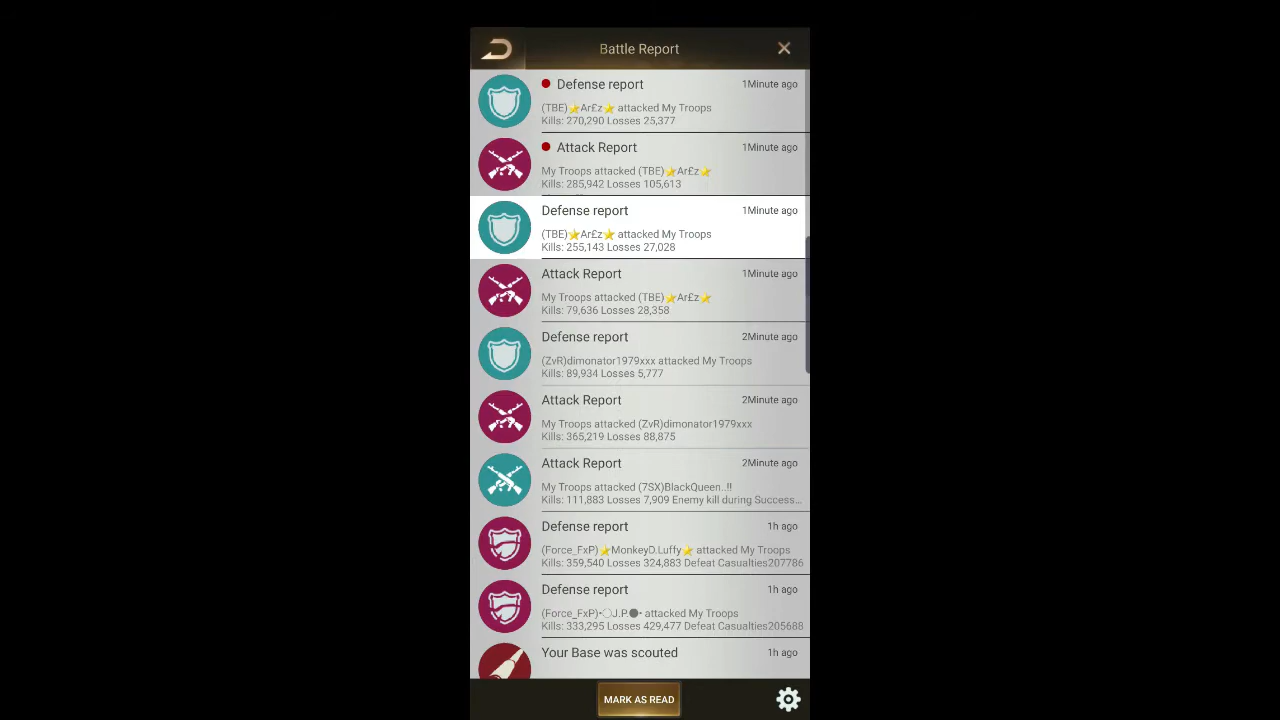 Battle Report
Defense report 1Minute ago
(TBE)⭐Ar£z⭐ attacked My Troops
Kills: 270,290 Losses 25,377
Attack Report 1Minute ago
My Troops attacked (TBE)⭐Ar£z⭐
Kills: 285,942 Losses 105,613
Defense report 1Minute ago
(TBE)⭐Ar£z⭐ attacked My Troops
Kills: 255,143 Losses 27,028
Attack Report 1Minute ago
My Troops attacked (TBE)⭐Ar£z⭐
Kills: 79,636 Losses 28,358
Defense report 2Minute ago
(ZvR)dimonator1979xxx attacked My Troops
Kills: 89,934 Losses 5,777
Attack Report 2Minute ago
My Troops attacked (ZvR)dimonator1979xxx
Kills: 365,219 Losses 88,875
Attack Report 2Minute ago
My Troops attacked (7SX)BlackQueen..!!
Kills: 111,883 Losses 7,909 Enemy kill during Success...
Defense report 1h ago
(Force_FxP)⭐MonkeyD.Luffy⭐ attacked My Troops
Kills: 359,540 Losses 324,883 Defeat Casualties207786
Defense report 1h ago
(Force_FxP)•◌J.P.●• attacked My Troops
Kills: 333,295 Losses 429,477 Defeat Casualties205688
Your Base was scouted 1h ago
MARK AS READ